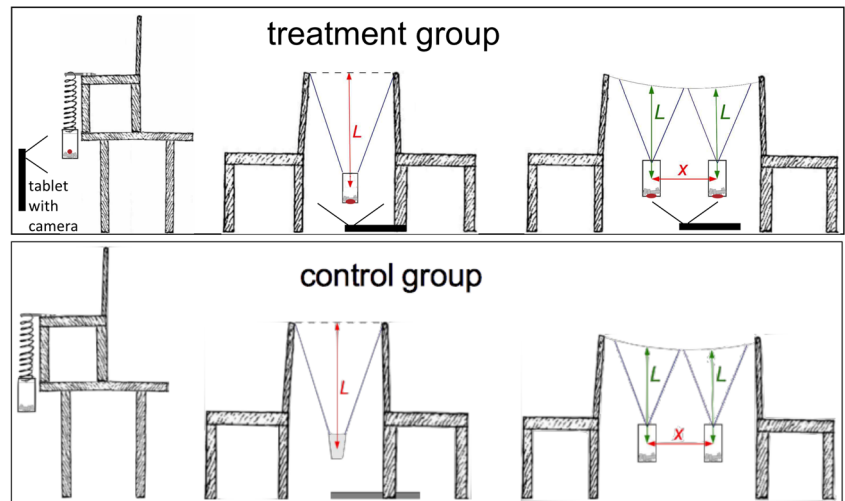 treatment group
tablet
with
camera
L
L
L
x
control group
L
L
L
x